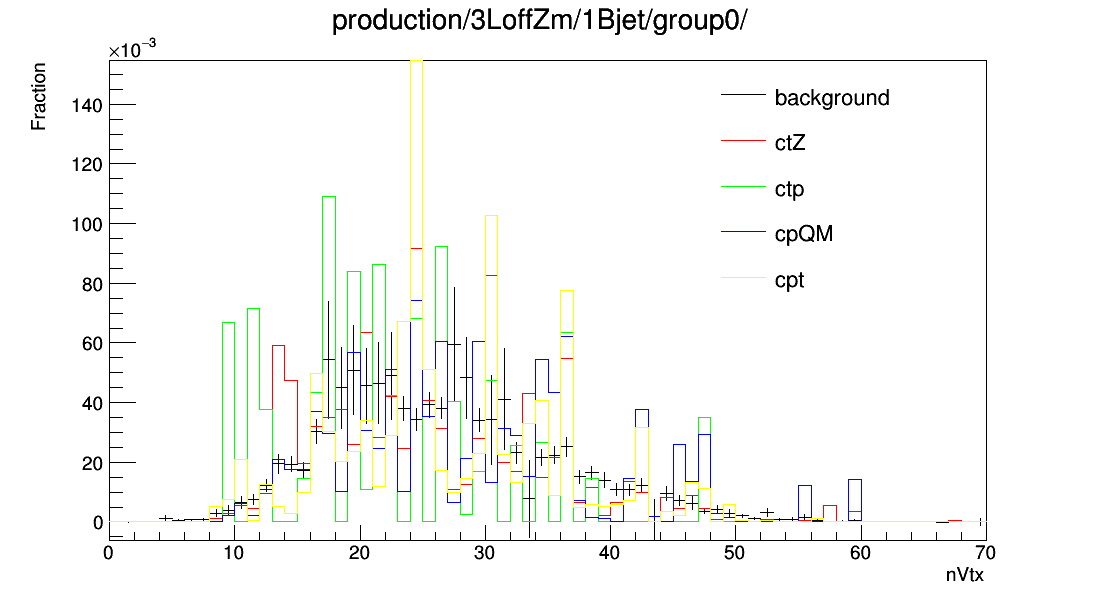 production/3LoffZm/1Bjet/group0/
×10⁻³
Fraction
140
120
100
80
60
40
20
0
background
ctZ
ctp
cpQM
cpt
0 10 20 30 40 50 60 70
nVtx